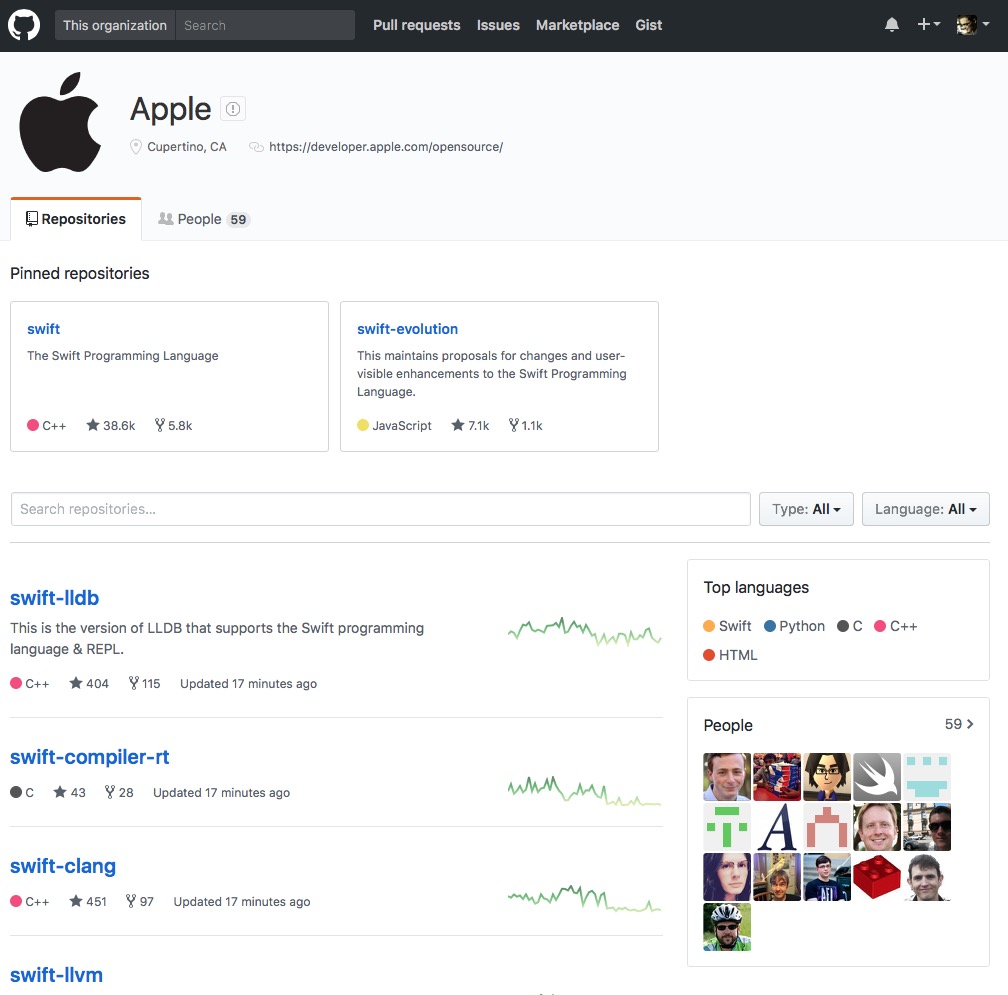 This organization Search Pull requests Issues Marketplace Gist
Apple
Cupertino, CA https://developer.apple.com/opensource/
Repositories People 59
Pinned repositories
swift
The Swift Programming Language
C++ 38.6k 5.8k
swift-evolution
This maintains proposals for changes and user-
visible enhancements to the Swift Programming
Language.
JavaScript 7.1k 1.1k
Search repositories... Type: All Language: All
swift-lldb
This is the version of LLDB that supports the Swift programming
language & REPL.
C++ 404 115 Updated 17 minutes ago
swift-compiler-rt
C 43 28 Updated 17 minutes ago
swift-clang
C++ 451 97 Updated 17 minutes ago
swift-llvm
Top languages
Swift Python C C++
HTML
People 59
A